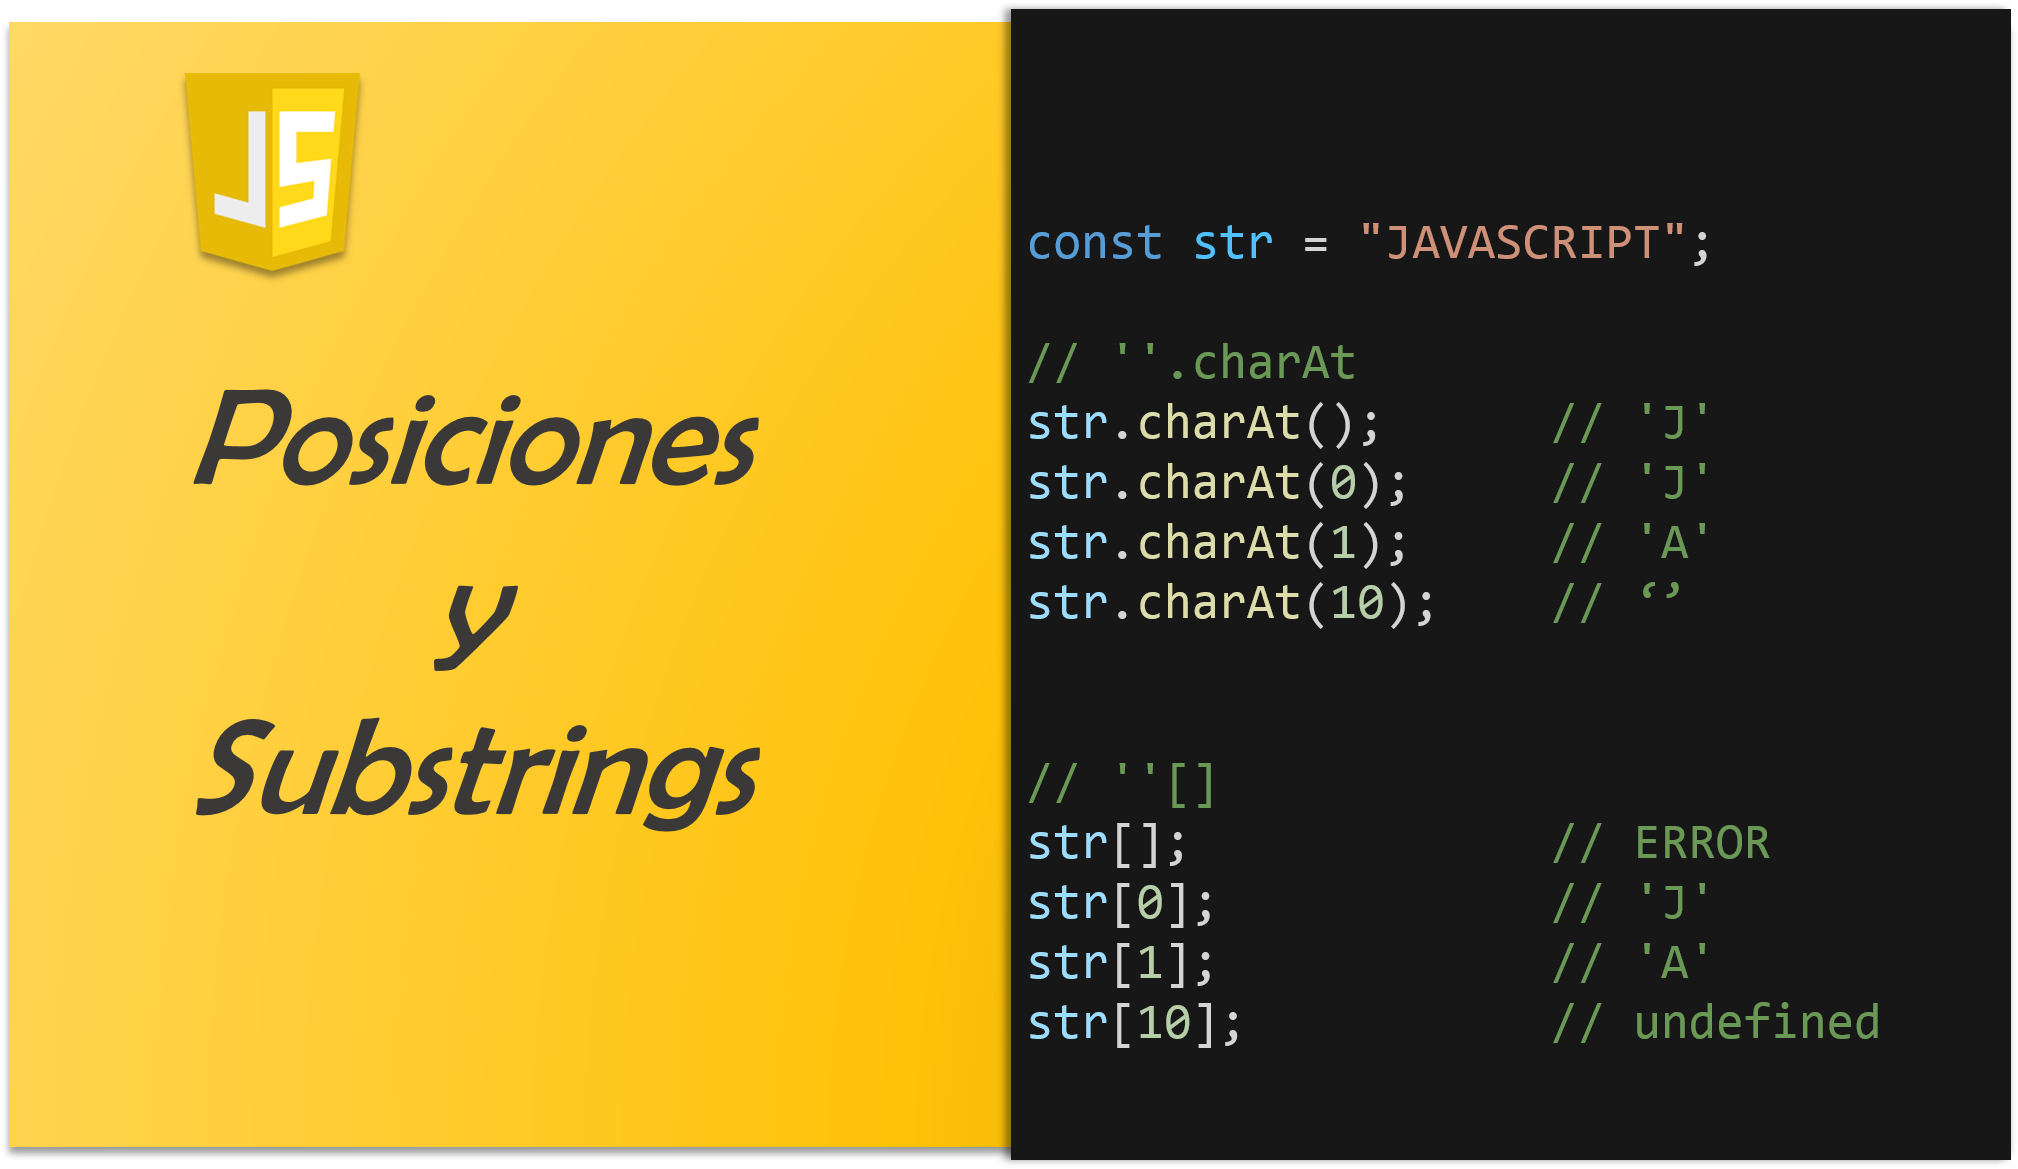 JS
Posiciones
y
Substrings
const str = "JAVASCRIPT";
// ''.charAt
str.charAt(); // 'J'
str.charAt(0); // 'J'
str.charAt(1); // 'A'
str.charAt(10); // ‘’
// ''[]
str[]; // ERROR
str[0]; // 'J'
str[1]; // 'A'
str[10]; // undefined